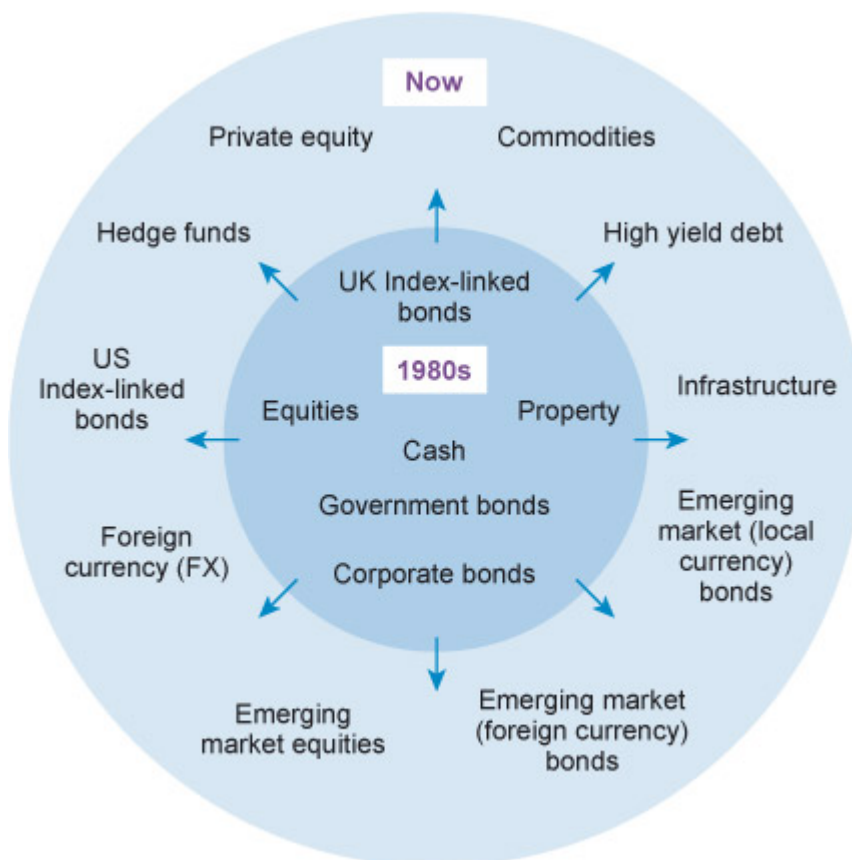 Now
Private equity
Commodities
Hedge funds
High yield debt
UK Index-linked
bonds
US
Index-linked
bonds
1980s
Infrastructure
Equities
Property
Cash
Government bonds
Emerging
market (local
currency)
bonds
Foreign
currency (FX)
Corporate bonds
Emerging
market equities
Emerging market
(foreign currency)
bonds